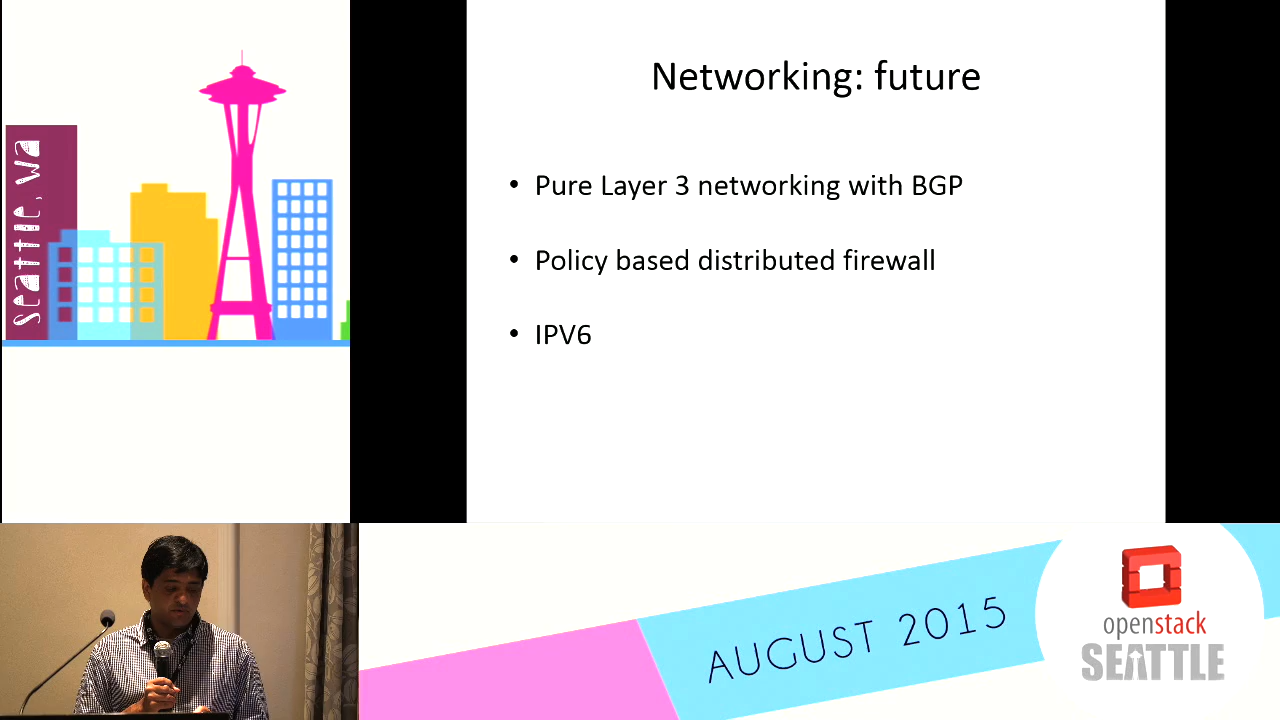 Seattle, WA
Networking: future
• Pure Layer 3 networking with BGP
• Policy based distributed firewall
• IPV6
AUGUST 2015
openstack
SEATTLE